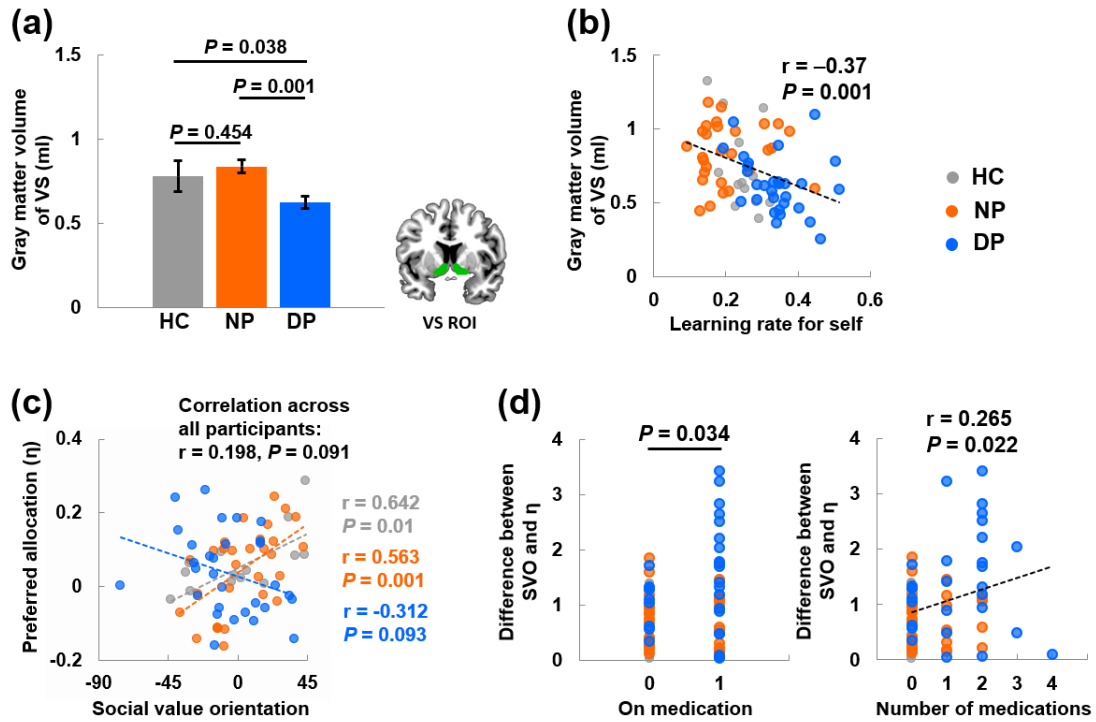 (a)
Gray matter volume
of VS (ml)
1.5
1
0.5
0
P = 0.038
P = 0.001
P = 0.454
HC
NP
DP
VS ROI
(b)
Gray matter volume
of VS (ml)
1.5
1
0.5
0
r = –0.37
P = 0.001
0
0.2
0.4
0.6
Learning rate for self
HC
NP
DP
(c)
Correlation across
all participants:
r = 0.198, P = 0.091
Preferred allocation (η)
0.4
0.2
0
-0.2
r = 0.642
P = 0.01
r = 0.563
P = 0.001
r = -0.312
P = 0.093
-90
-45
0
45
Social value orientation
(d)
Difference between
SVO and η
4
3
2
1
0
P = 0.034
0
1
On medication
Difference between
SVO and η
4
3
2
1
0
r = 0.265
P = 0.022
0
1
2
3
4
Number of medications